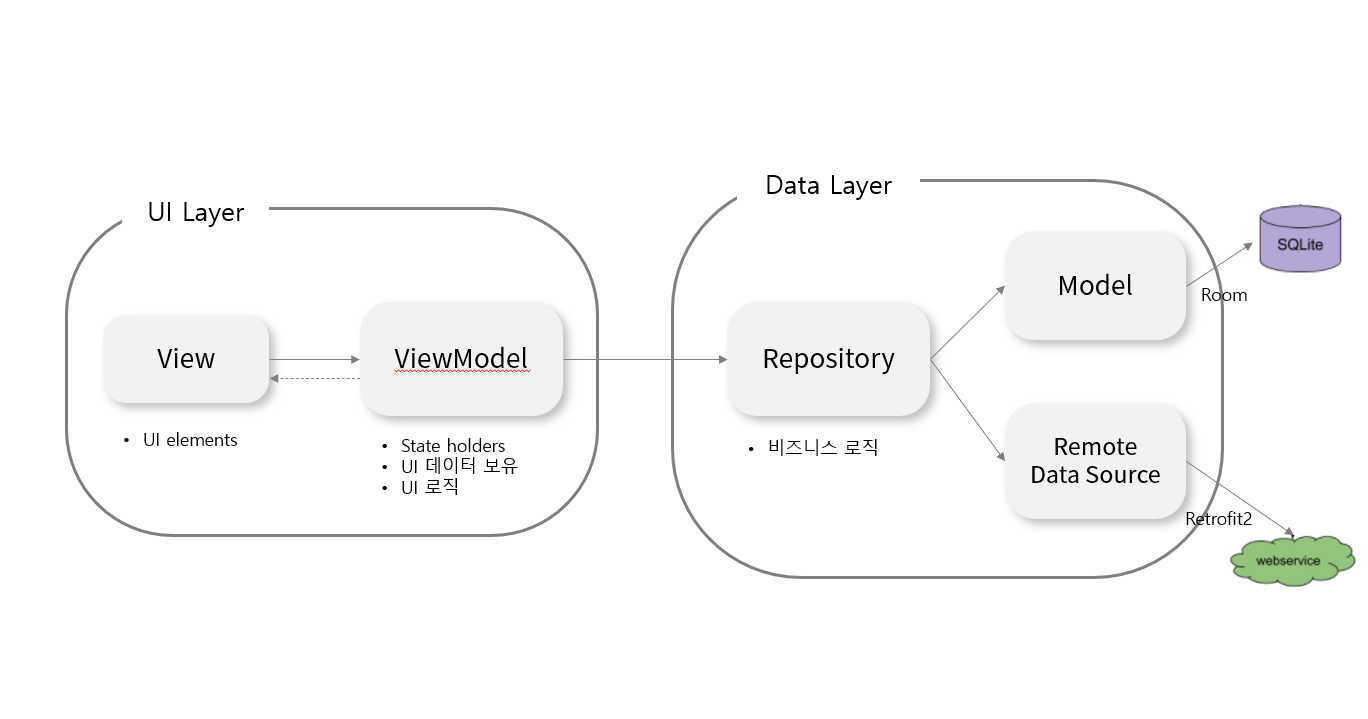 UI Layer
View
• UI elements
ViewModel
• State holders
• UI 데이터 보유
• UI 로직
Data Layer
Repository
• 비즈니스 로직
Model
Room
SQLite
Remote
Data Source
Retrofit2
webservice